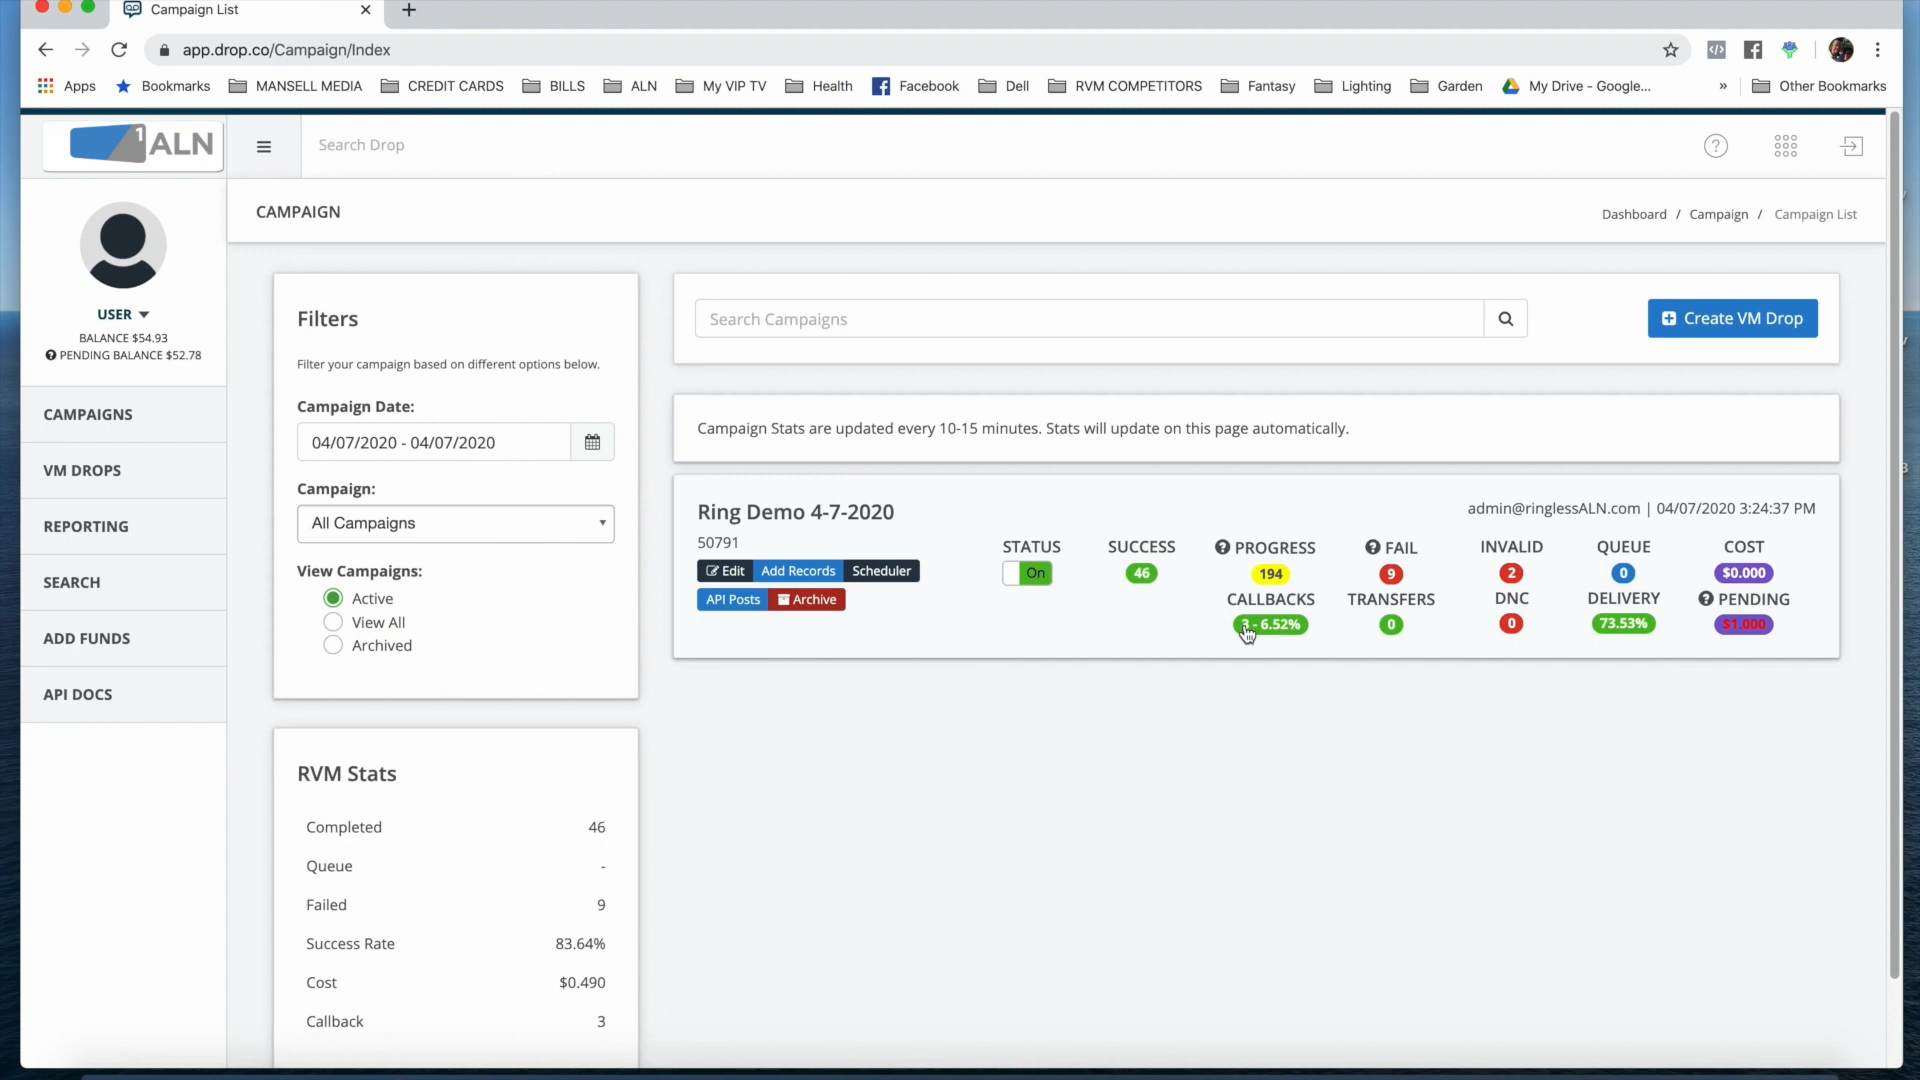 Campaign List
app.drop.co/Campaign/Index
Apps Bookmarks MANSELL MEDIA CREDIT CARDS BILLS ALN My VIP TV Health Facebook Dell RVM COMPETITORS Fantasy Lighting Garden My Drive - Google... » Other Bookmarks
1 ALN
Search Drop
CAMPAIGN
Dashboard / Campaign / Campaign List
USER
BALANCE $54.93
PENDING BALANCE $52.78
CAMPAIGNS
VM DROPS
REPORTING
SEARCH
ADD FUNDS
API DOCS
Filters
Filter your campaign based on different options below.
Campaign Date:
04/07/2020 - 04/07/2020
Campaign:
All Campaigns
View Campaigns:
Active
View All
Archived
RVM Stats
Completed 46
Queue -
Failed 9
Success Rate 83.64%
Cost $0.490
Callback 3
Search Campaigns
Create VM Drop
Campaign Stats are updated every 10-15 minutes. Stats will update on this page automatically.
Ring Demo 4-7-2020
admin@ringlessALN.com | 04/07/2020 3:24:37 PM
50791
Edit Add Records Scheduler
API Posts Archive
STATUS SUCCESS PROGRESS FAIL INVALID QUEUE COST
On 46 194 9 2 0 $0.000
CALLBACKS TRANSFERS DNC DELIVERY PENDING
3 - 6.52% 0 0 73.53% $1.000